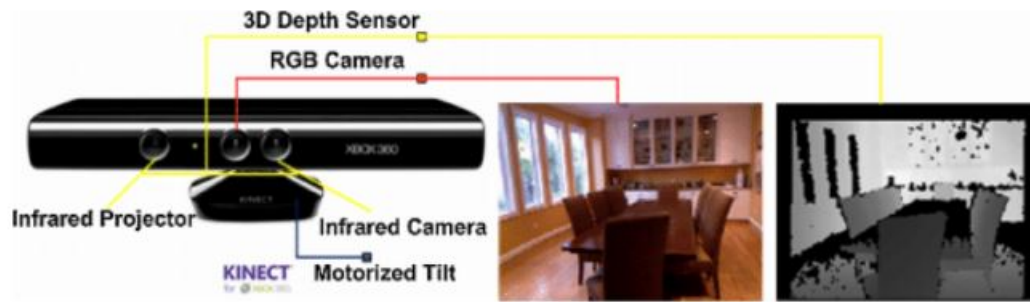 3D Depth Sensor
RGB Camera
XBOX 360
KINECT
Infrared Projector
Infrared Camera
KINECT
for XBOX 360
Motorized Tilt